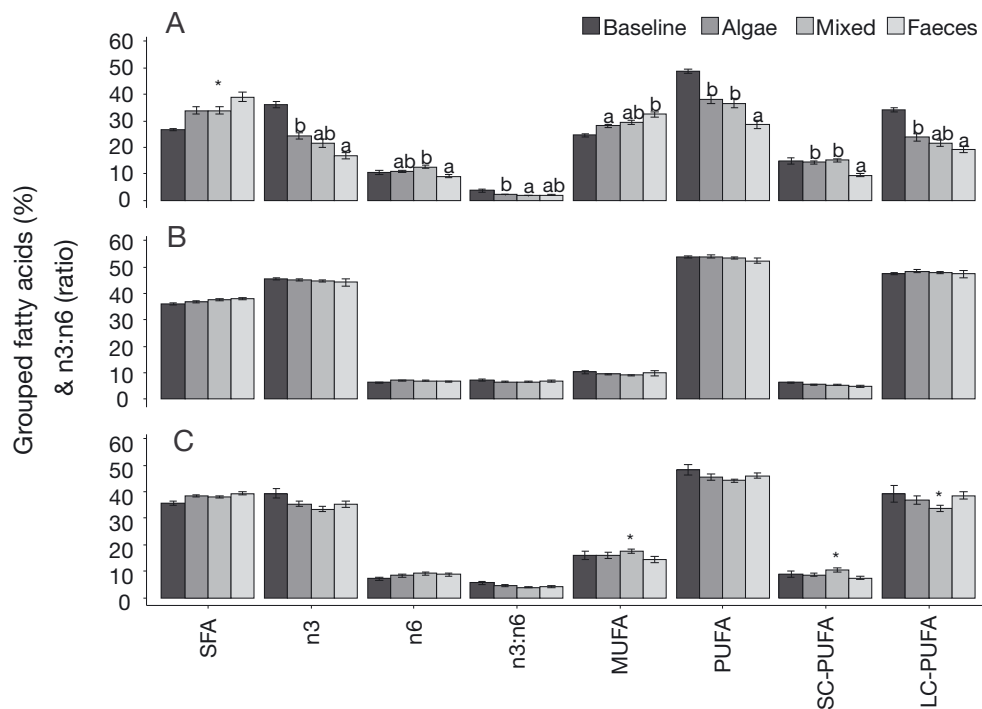 A
Baseline Algae Mixed Faeces
60
50
40
30
20
10
0
*
b ab a
ab b a
b a ab
a ab b
b b a
b b a
b ab a
B
60
50
40
30
20
10
0
C
60
50
40
30
20
10
0
*
*
*
Grouped fatty acids (%)
& n3:n6 (ratio)
SFA
n3
n6
n3:n6
MUFA
PUFA
SC-PUFA
LC-PUFA